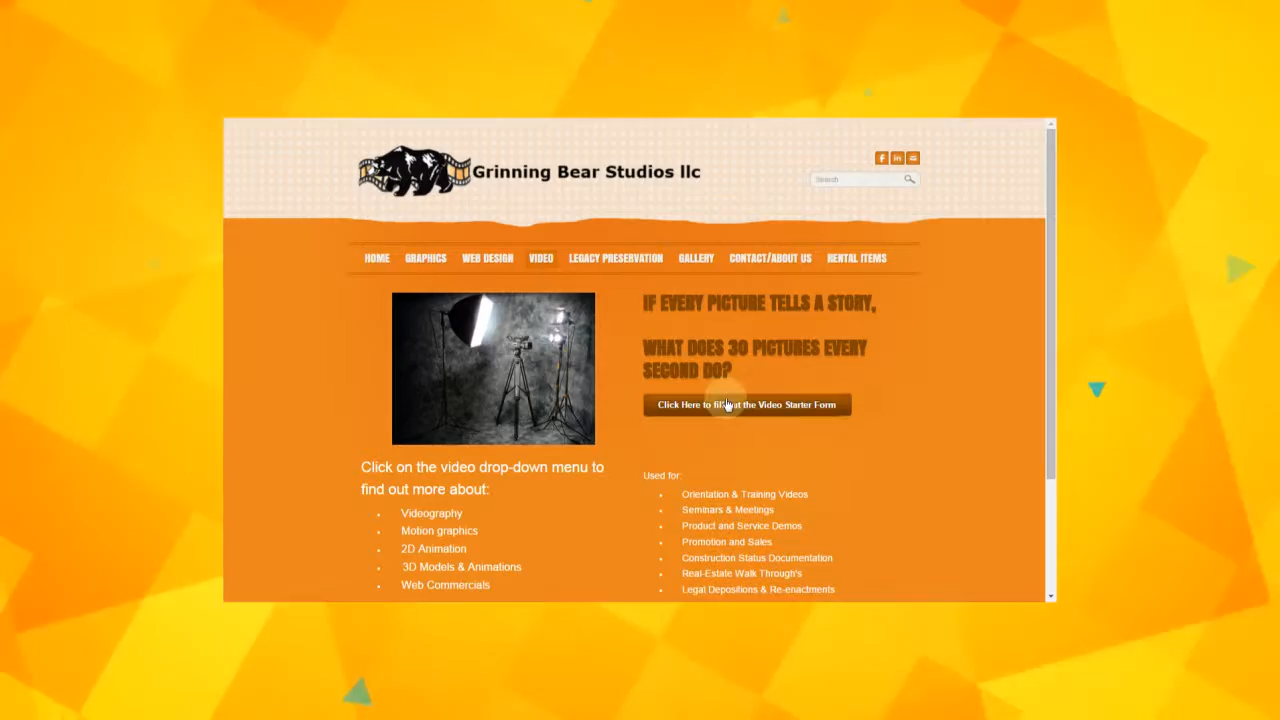 Grinning Bear Studios llc
Search
HOME GRAPHICS WEB DESIGN VIDEO LEGACY PRESERVATION GALLERY CONTACT/ABOUT US RENTAL ITEMS
IF EVERY PICTURE TELLS A STORY,
WHAT DOES 30 PICTURES EVERY
SECOND DO?
Click Here to fill out the Video Starter Form
Click on the video drop-down menu to
find out more about:
Videography
Motion graphics
2D Animation
3D Models & Animations
Web Commercials
Used for:
Orientation & Training Videos
Seminars & Meetings
Product and Service Demos
Promotion and Sales
Construction Status Documentation
Real-Estate Walk Through's
Legal Depositions & Re-enactments